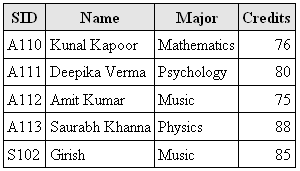 SID Name Major Credits
A110 Kunal Kapoor Mathematics 76
A111 Deepika Verma Psychology 80
A112 Amit Kumar Music 75
A113 Saurabh Khanna Physics 88
S102 Girish Music 85